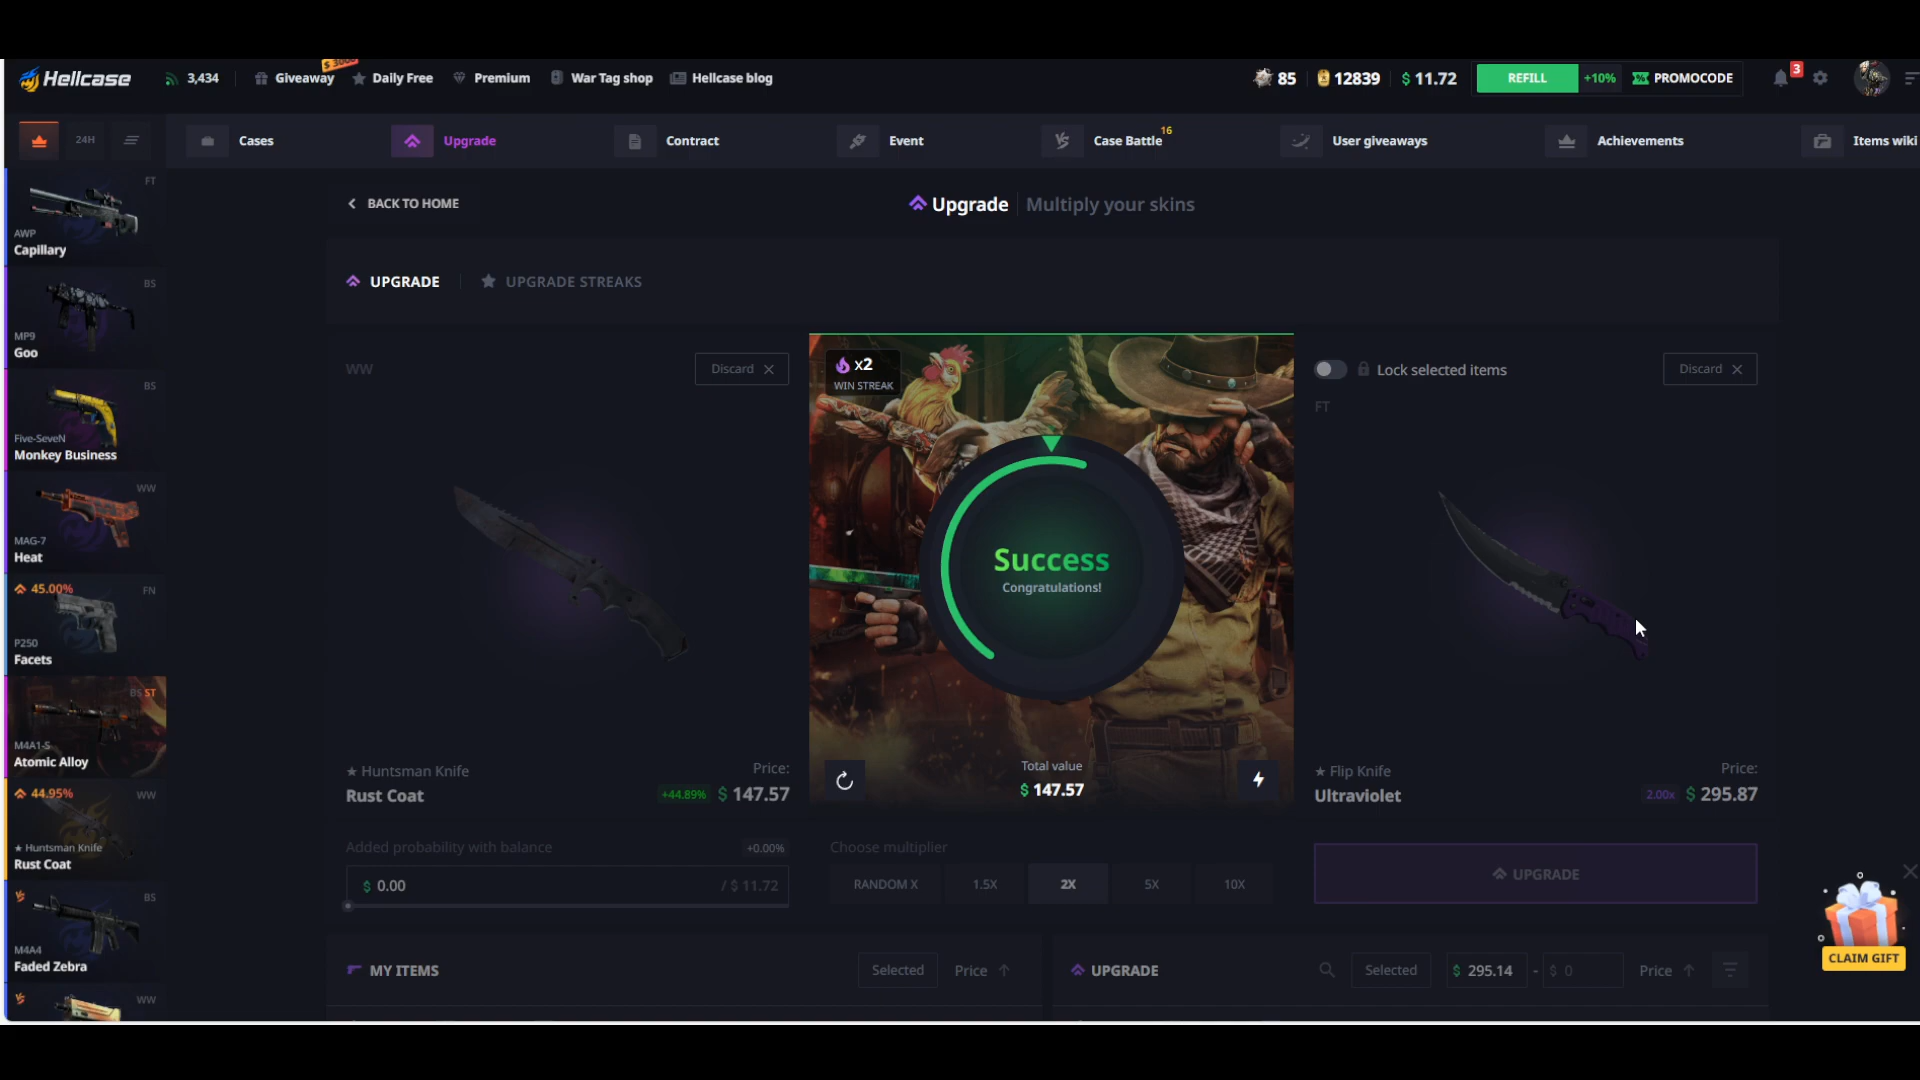 Hellcase
3,434
Giveaway
$ 3000
Daily Free
Premium
War Tag shop
Hellcase blog
85
12839
$ 11.72
REFILL
+10%
PROMOCODE
3
24H
Cases
Upgrade
Contract
Event
Case Battle
16
User giveaways
Achievements
Items wiki
FT
AWP
Capillary
BS
MP9
Goo
BS
Five-SeveN
Monkey Business
WW
MAG-7
Heat
45.00%
FN
P250
Facets
BS ST
M4A1-S
Atomic Alloy
44.95%
WW
★ Huntsman Knife
Rust Coat
BS
M4A4
Faded Zebra
WW
BACK TO HOME
Upgrade
Multiply your skins
UPGRADE
UPGRADE STREAKS
WW
Discard
x2
WIN STREAK
Success
Congratulations!
Total value
$ 147.57
Lock selected items
Discard
FT
★ Huntsman Knife
Rust Coat
Price:
+44.89%
$ 147.57
★ Flip Knife
Ultraviolet
Price:
2.00x
$ 295.87
Added probability with balance
+0.00%
$ 0.00
/ $ 11.72
Choose multiplier
RANDOM X
1.5X
2X
5X
10X
UPGRADE
CLAIM GIFT
MY ITEMS
Selected
Price
UPGRADE
Selected
$ 295.14
-
$ 0
Price